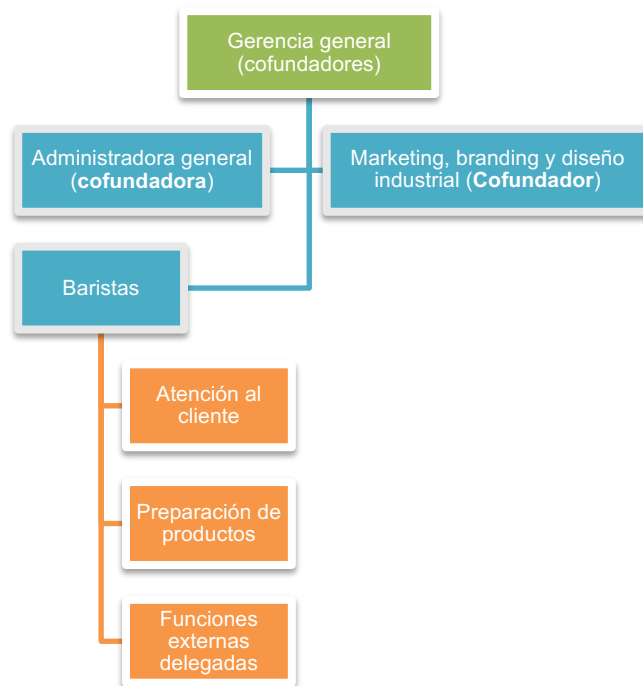 Gerencia general
(cofundadores)
Administradora general
(cofundadora)
Marketing, branding y diseño
industrial (Cofundador)
Baristas
Atención al
cliente
Preparación de
productos
Funciones
externas
delegadas